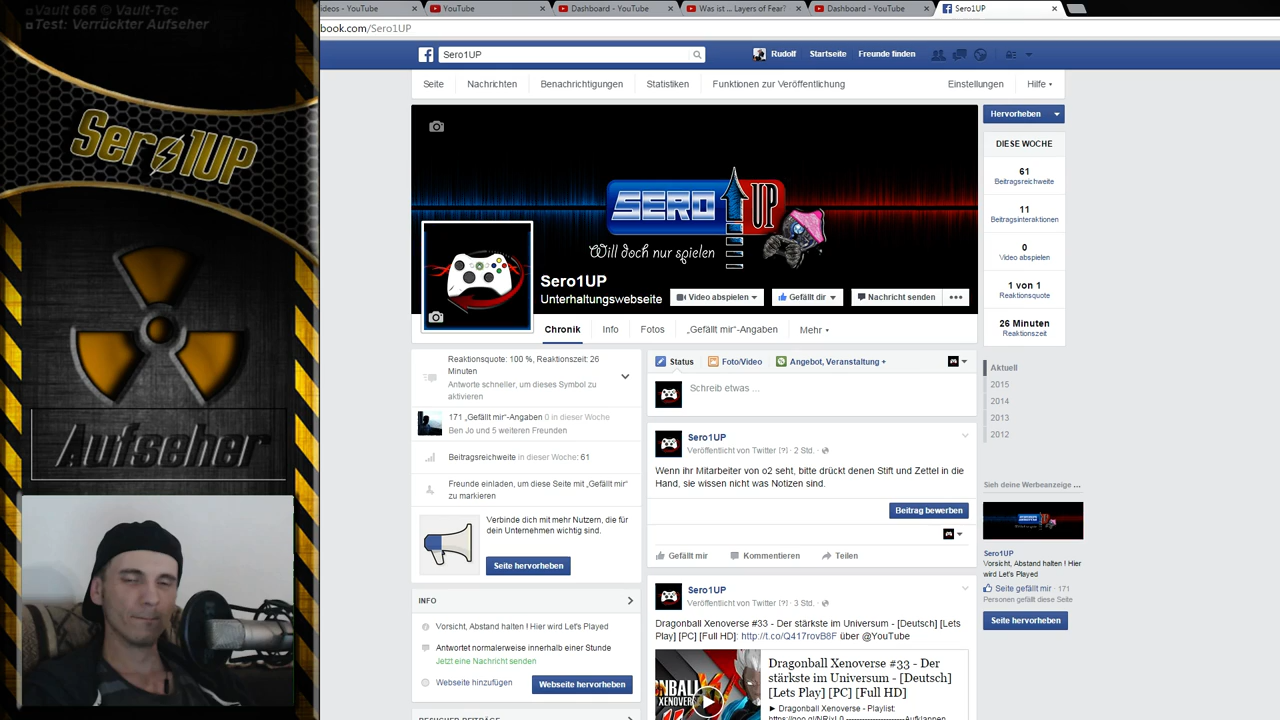 Vault 666 © Vault-Tec
Test: Verrückter Aufseher
Sero1UP
Aufseher
ideos - YouTube
YouTube
Dashboard - YouTube
Was ist ... Layers of Fear?
Dashboard - YouTube
Sero1UP
book.com/Sero1UP
Sero1UP
Rudolf
Startseite
Freunde finden
Seite
Nachrichten
Benachrichtigungen
Statistiken
Funktionen zur Veröffentlichung
Einstellungen
Hilfe
SERO UP
Will doch nur spielen
Sero1UP
Unterhaltungswebseite
Video abspielen
Gefällt dir
Nachricht senden
Chronik
Info
Fotos
„Gefällt mir“-Angaben
Mehr
Hervorheben
DIESE WOCHE
61
Beitragsreichweite
11
Beitragsinteraktionen
0
Video abspielen
1 von 1
Reaktionsquote
26 Minuten
Reaktionszeit
Aktuell
2015
2014
2013
2012
Reaktionsquote: 100 %, Reaktionszeit: 26
Minuten
Antworte schneller, um dieses Symbol zu
aktivieren
171 „Gefällt mir“-Angaben 0 in dieser Woche
Ben Jo und 5 weiteren Freunden
Beitragsreichweite in dieser Woche: 61
Freunde einladen, um diese Seite mit „Gefällt mir“
zu markieren
Verbinde dich mit mehr Nutzern, die für
dein Unternehmen wichtig sind.
Seite hervorheben
INFO
Vorsicht, Abstand halten ! Hier wird Let's Played
Antwortet normalerweise innerhalb einer Stunde
Jetzt eine Nachricht senden
Webseite hinzufügen
Webseite hervorheben
BESUCHER-BEITRÄGE
Status
Foto/Video
Angebot, Veranstaltung +
Schreib etwas ...
Sero1UP
Veröffentlicht von Twitter [?] · 2 Std. ·
Wenn ihr Mitarbeiter von o2 seht, bitte drückt denen Stift und Zettel in die
Hand, sie wissen nicht was Notizen sind.
Beitrag bewerben
Gefällt mir
Kommentieren
Teilen
Sero1UP
Veröffentlicht von Twitter [?] · 3 Std. ·
Dragonball Xenoverse #33 - Der stärkste im Universum - [Deutsch] [Lets
Play] [PC] [Full HD]: http://t.co/Q417rovB8F über @YouTube
Dragonball Xenoverse #33 - Der
stärkste im Universum - [Deutsch]
[Lets Play] [PC] [Full HD]
► Dragonball Xenoverse - Playlist:
Sieh deine Werbeanzeige ...
Sero1UP
Vorsicht, Abstand halten ! Hier
wird Let's Played
Seite gefällt mir · 171
Personen gefällt diese Seite
Seite hervorheben